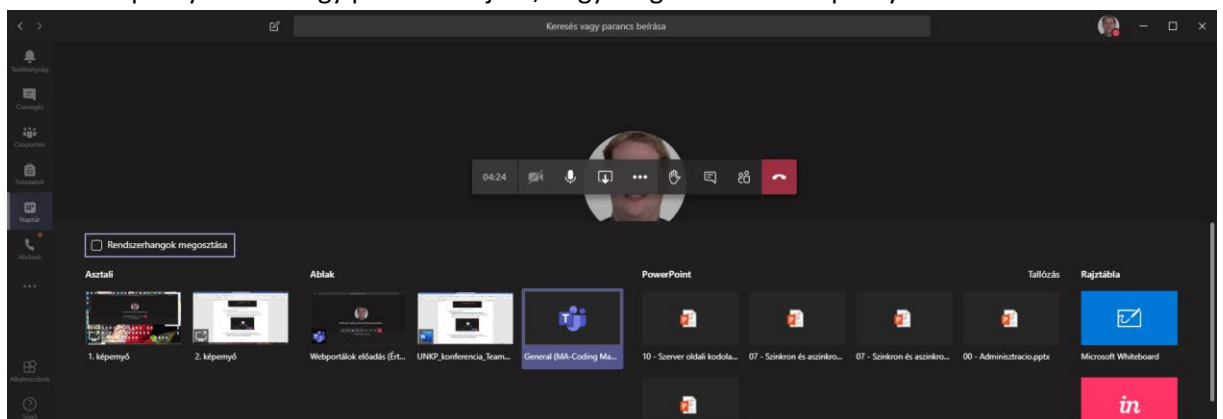 Keresés vagy parancs beírása
Tevékenység
Csevegés
Csoportok
Feladatok
Naptár
Hívások
04:24
Rendszerhangok megosztása
Asztali
Ablak
PowerPoint
Tallózás
Rajztábla
1. képernyő
2. képernyő
Webportálok előadás (Ért...
UNKP_konferencia_Team...
General (MA-Coding Ma...
10 - Szerver oldali kodola...
07 - Szinkron és aszinkro...
07 - Szinkron és aszinkro...
00 - Adminisztracio.pptx
Microsoft Whiteboard
Alkalmazások
Súgó
in